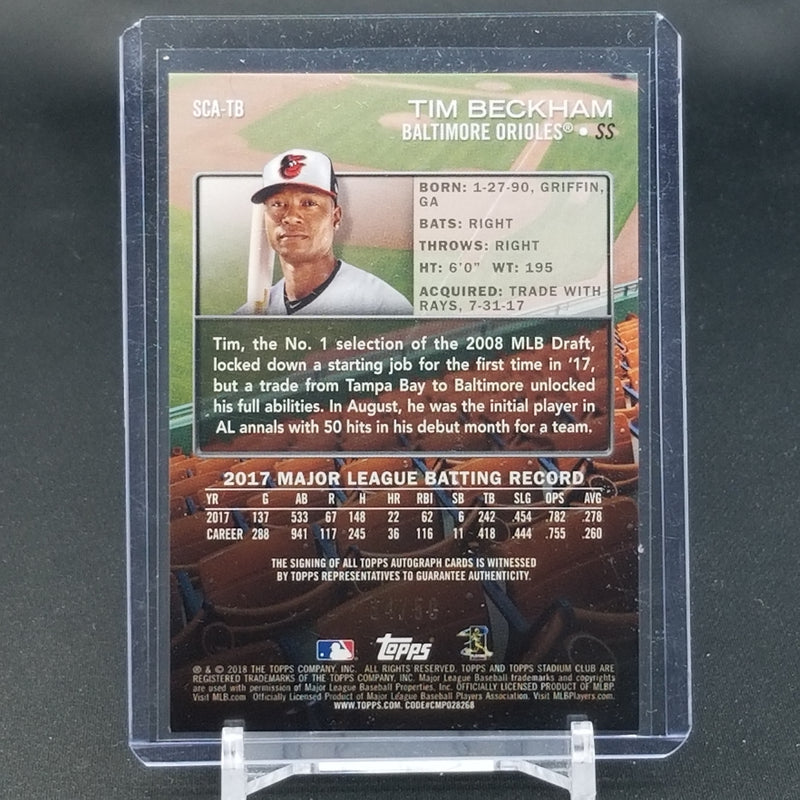 SCA-TB
TIM BECKHAM
BALTIMORE ORIOLES® • SS
BORN: 1-27-90, GRIFFIN,
GA
BATS: RIGHT
THROWS: RIGHT
HT: 6'0" WT: 195
ACQUIRED: TRADE WITH
RAYS, 7-31-17
Tim, the No. 1 selection of the 2008 MLB Draft,
locked down a starting job for the first time in '17,
but a trade from Tampa Bay to Baltimore unlocked
his full abilities. In August, he was the initial player in
AL annals with 50 hits in his debut month for a team.
2017 MAJOR LEAGUE BATTING RECORD
YR G AB R H HR RBI SB TB SLG OPS AVG
2017 137 533 67 148 22 62 6 242 .454 .782 .278
CAREER 288 941 117 245 36 116 11 418 .444 .755 .260
THE SIGNING OF ALL TOPPS AUTOGRAPH CARDS IS WITNESSED
BY TOPPS REPRESENTATIVES TO GUARANTEE AUTHENTICITY.
Topps
® & © 2018 THE TOPPS COMPANY, INC. ALL RIGHTS RESERVED. TOPPS AND TOPPS STADIUM CLUB ARE
REGISTERED TRADEMARKS OF THE TOPPS COMPANY, INC. Major League Baseball trademarks and copyrights
are used with permission of Major League Baseball Properties, Inc. OFFICIALLY LICENSED PRODUCT OF MLBP.
Visit MLB.com Officially Licensed Product of Major League Baseball Players Association. Visit MLBPlayers.com.
WWW.TOPPS.COM. CODE#CMP028268